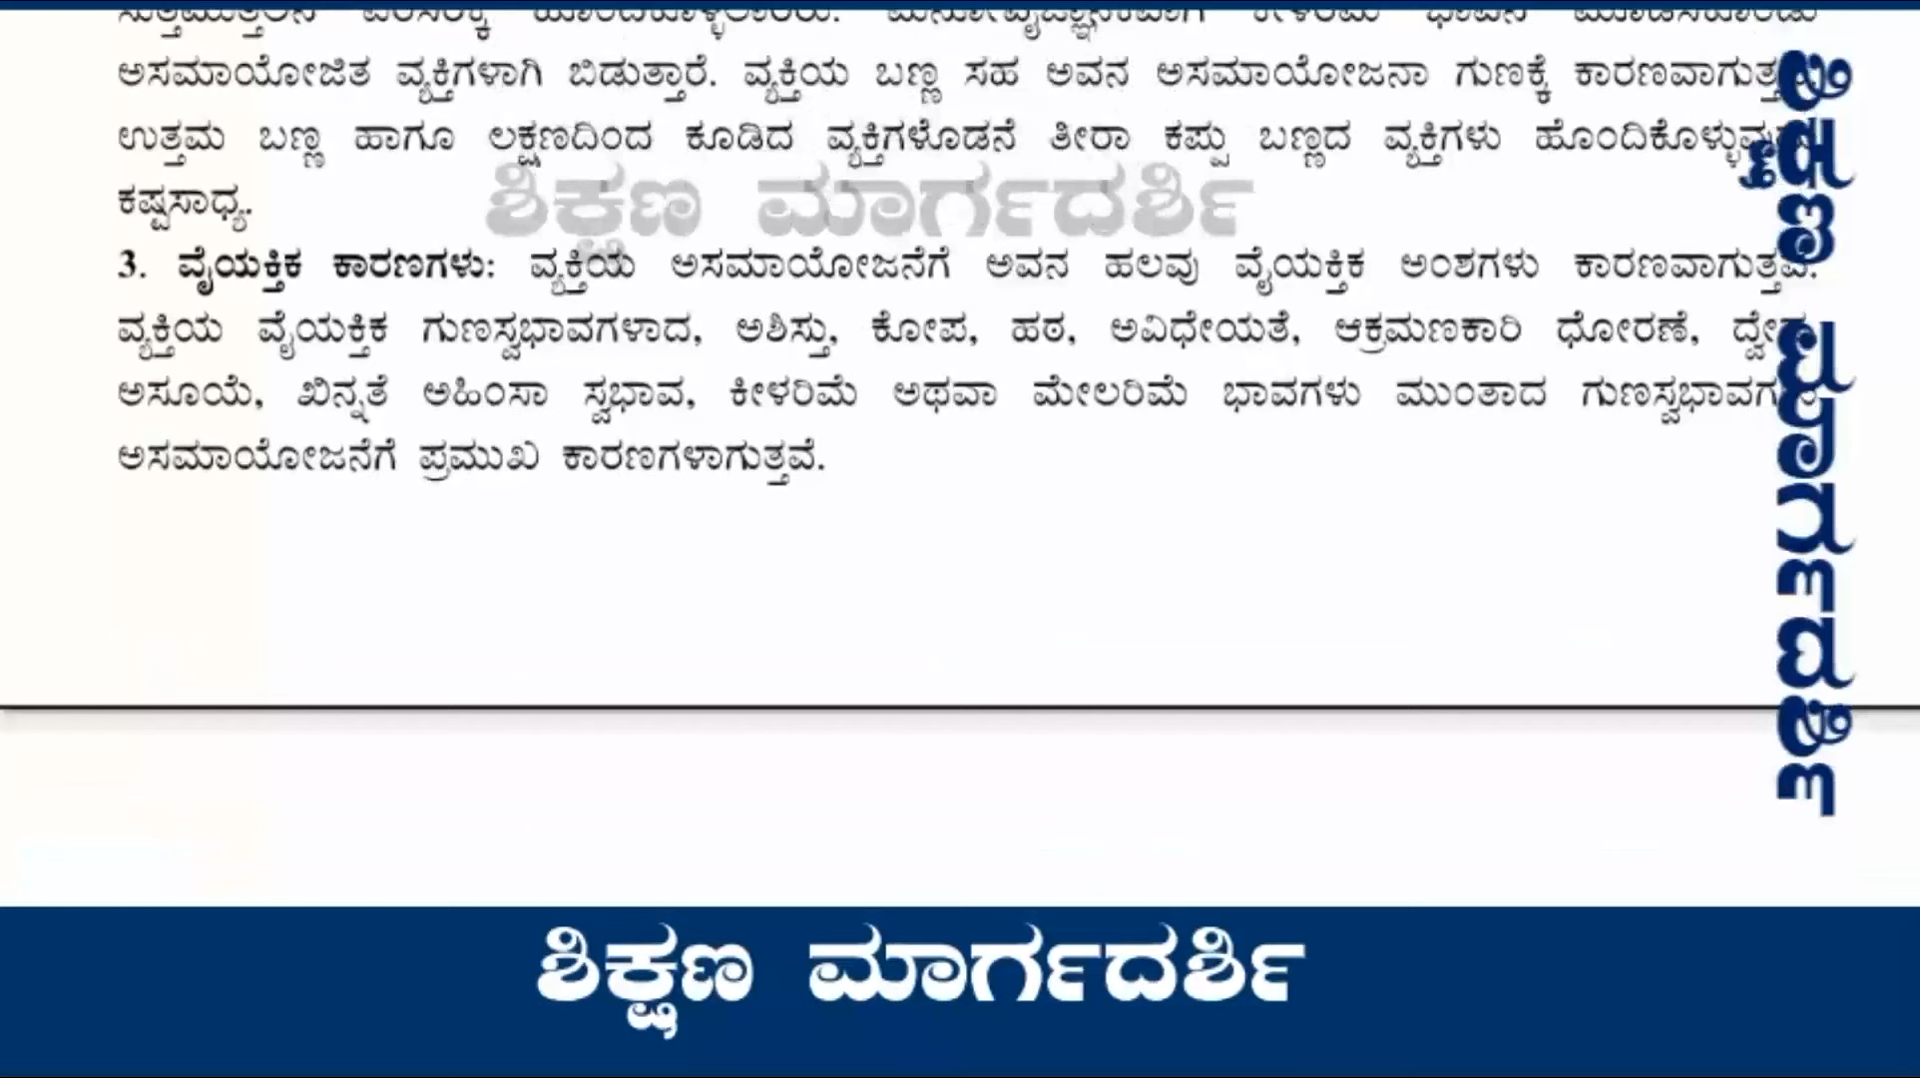 ಅಸಮಾಯೋಜಿತ ವ್ಯಕ್ತಿಗಳಾಗಿ ಬಿಡುತ್ತಾರೆ. ವ್ಯಕ್ತಿಯ ಬಣ್ಣ ಸಹ ಅವನ ಅಸಮಾಯೋಜನಾ ಗುಣಕ್ಕೆ
ಉತ್ತಮ ಬಣ್ಣ ಹಾಗೂ ಲಕ್ಷಣದಿಂದ ಕೂಡಿದ ವ್ಯಕ್ತಿಗಳೊಡನೆ ತೀರಾ ಕಪ್ಪು ಬಣ್ಣದ ವ್ಯಕ್ತಿಗಳು
ಕಷ್ಟಸಾಧ್ಯ.
ಶಿಕ್ಷಣ ಮಾರ್ಗದರ್ಶಿ
3. ವೈಯಕ್ತಿಕ ಕಾರಣಗಳು: ವ್ಯಕ್ತಿಯ ಅಸಮಾಯೋಜನೆಗೆ ಅವನ ಹಲವು ವೈಯಕ್ತಿಕ ಅಂಶಗಳು ಕಾರಣವಾಗುತ್ತವೆ.
ವ್ಯಕ್ತಿಯ ವೈಯಕ್ತಿಕ ಗುಣಸ್ವಭಾವಗಳಾದ, ಅಶಿಸ್ತು, ಕೋಪ, ಹಠ, ಅವಿಧೇಯತೆ, ಆಕ್ರಮಣಕಾರಿ ಧೋರಣೆ,
ಅಸೂಯೆ, ಖಿನ್ನತೆ ಅಹಿಂಸಾ ಸ್ವಭಾವ, ಕೀಳರಿಮೆ ಅಥವಾ ಮೇಲರಿಮೆ ಭಾವಗಳು ಮುಂತಾದ
ಅಸಮಾಯೋಜನೆಗೆ ಪ್ರಮುಖ ಕಾರಣಗಳಾಗುತ್ತವೆ.
ಶಿಕ್ಷಣ ಮಾರ್ಗದರ್ಶಿ
ಶಿಕ್ಷಣ ಮಾರ್ಗದರ್ಶಿ